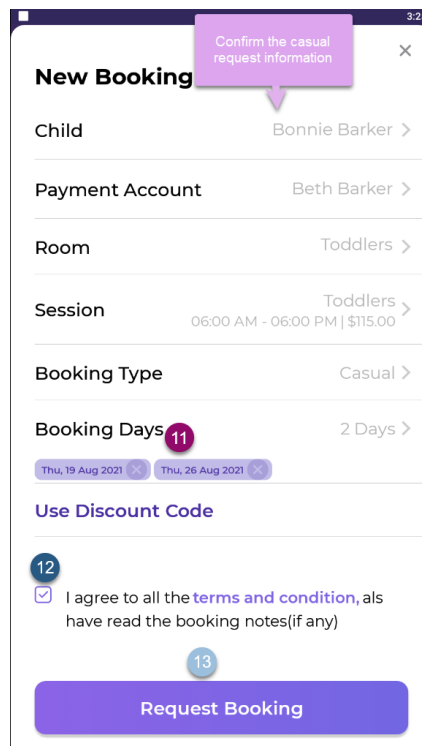 3:2
Confirm the casual
request information
New Booking
Child
Bonnie Barker
Payment Account
Beth Barker
Room
Toddlers
Session
Toddlers
06:00 AM - 06:00 PM | $115.00
Booking Type
Casual
Booking Days
11
2 Days
Thu, 19 Aug 2021
Thu, 26 Aug 2021
Use Discount Code
12
I agree to all the terms and condition, als
have read the booking notes(if any)
13
Request Booking